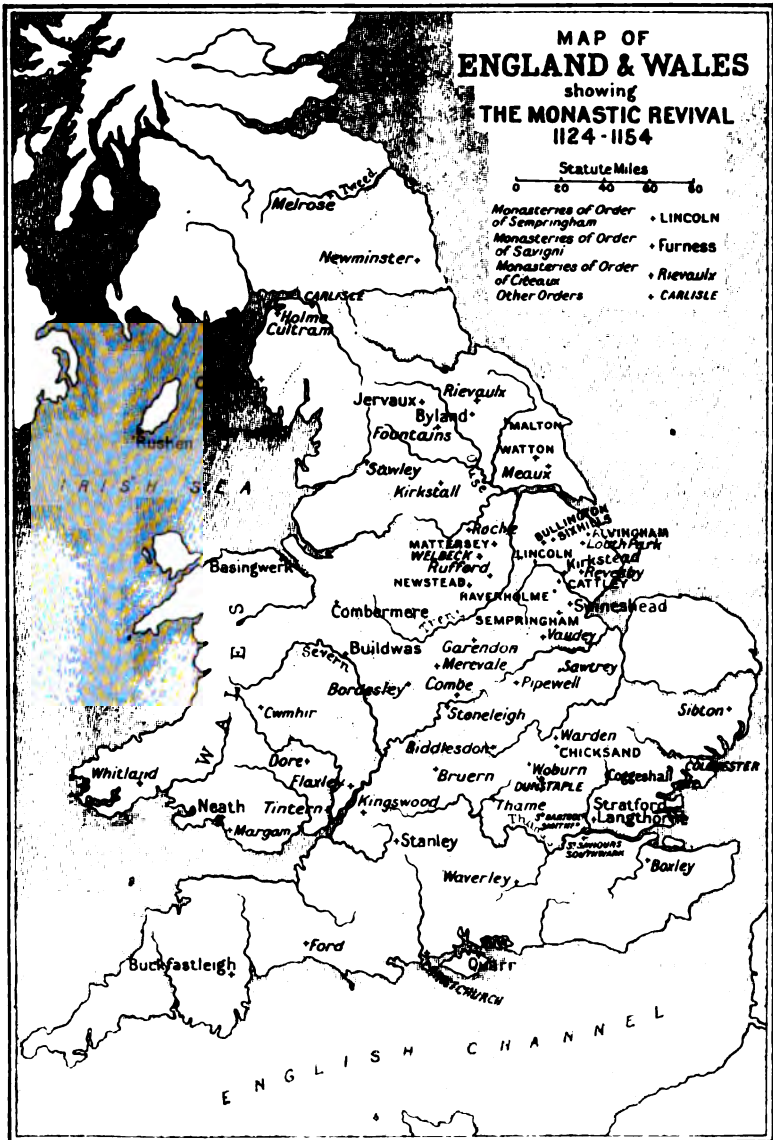 MAP OF
ENGLAND & WALES
showing
THE MONASTIC REVIVAL
1124-1154
Statute Miles
0 20 40 60 80
Monasteries of Order
of Sempringham + LINCOLN
Monasteries of Order
of Savigni + Furness
Monasteries of Order
of Citeaux + Rievaulx
Other Orders + CARLISLE
Tweed
Melrose
Newminster
CARLISLE
Holme
Cultram
Rievaulx
Jervaux
Byland
MALTON
Fountains
WATTON
Rushen
Ouse
Meaux
Sawley
IRISH SEA
Kirkstall
Roche
BULLINGTON
SIXHILLS
ALVINGHAM
Louth Park
MATTERSEY
WELBECK
LINCOLN
Kirkstead
Basingwerk
Rufford
Revesby
NEWSTEAD
CATTLEY
HAVERHOLME
Swineshead
Combermere
SEMPRINGHAM
Trent
Vaudey
WALES
Garendon
Buildwas
Severn
Merevale
Sawtrey
Bordesley
Combe
Pipewell
Cwmhir
Stoneleigh
Sibton
Biddlesdon
Warden
CHICKSAND
Dore
COLCHESTER
Whitland
Flaxley
Bruern
Woburn
DUNSTAPLE
Coggeshall
Neath
Tintern
Kingswood
Thame
Stratford
Langthorne
Margam
Thames
Stanley
ST SAVIOURS
SOUTHWARK
Boxley
Waverley
Ford
Buckfastleigh
Quarr
CHRISTCHURCH
ENGLISH CHANNEL